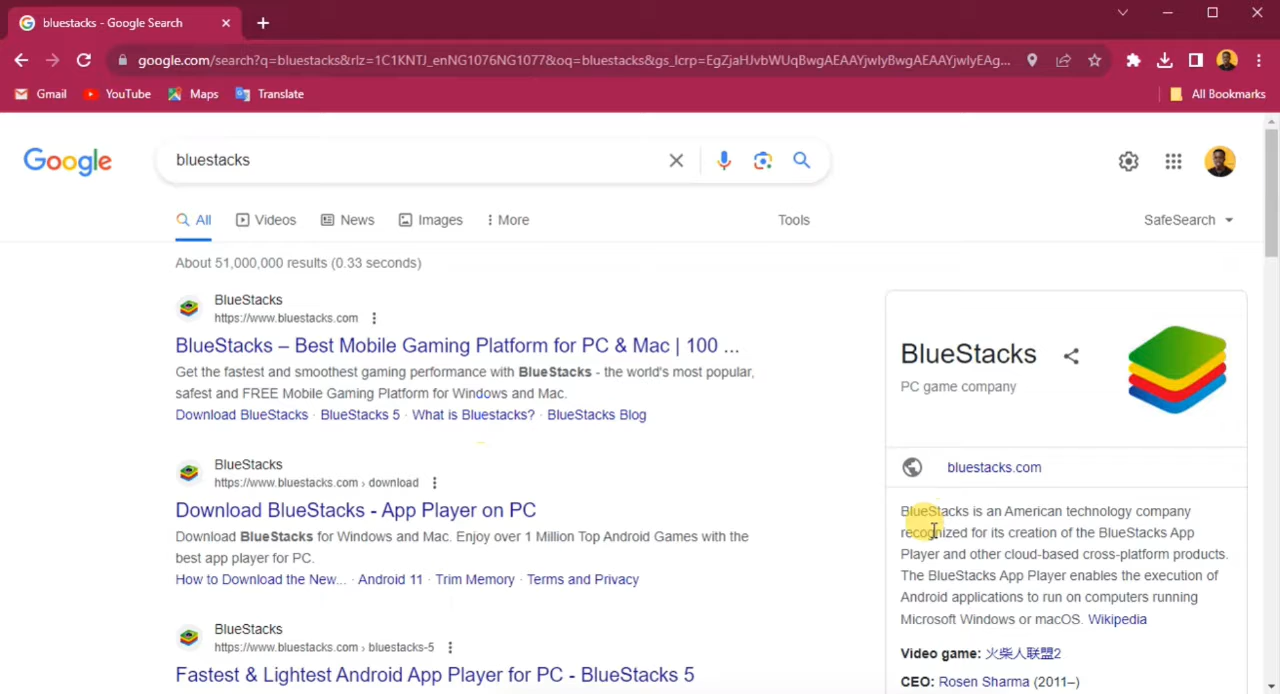 bluestacks - Google Search
google.com/search?q=bluestacks&rlz=1C1KNTJ_enNG1076NG1077&oq=bluestacks&gs_lcrp=EgZjaHJvbWUqBwgAEAAYjwIyBwgAEAAYjwIyEAg...
Gmail YouTube Maps Translate All Bookmarks
Google
bluestacks
All Videos News Images More Tools SafeSearch
About 51,000,000 results (0.33 seconds)
BlueStacks
https://www.bluestacks.com
BlueStacks – Best Mobile Gaming Platform for PC & Mac | 100 ...
Get the fastest and smoothest gaming performance with BlueStacks - the world's most popular,
safest and FREE Mobile Gaming Platform for Windows and Mac.
Download BlueStacks · BlueStacks 5 · What is Bluestacks? · BlueStacks Blog
BlueStacks
https://www.bluestacks.com › download
Download BlueStacks - App Player on PC
Download BlueStacks for Windows and Mac. Enjoy over 1 Million Top Android Games with the
best app player for PC.
How to Download the New... · Android 11 · Trim Memory · Terms and Privacy
BlueStacks
https://www.bluestacks.com › bluestacks-5
Fastest & Lightest Android App Player for PC - BlueStacks 5
BlueStacks
PC game company
bluestacks.com
BlueStacks is an American technology company
recognized for its creation of the BlueStacks App
Player and other cloud-based cross-platform products.
The BlueStacks App Player enables the execution of
Android applications to run on computers running
Microsoft Windows or macOS. Wikipedia
Video game: 火柴人联盟2
CEO: Rosen Sharma (2011–)